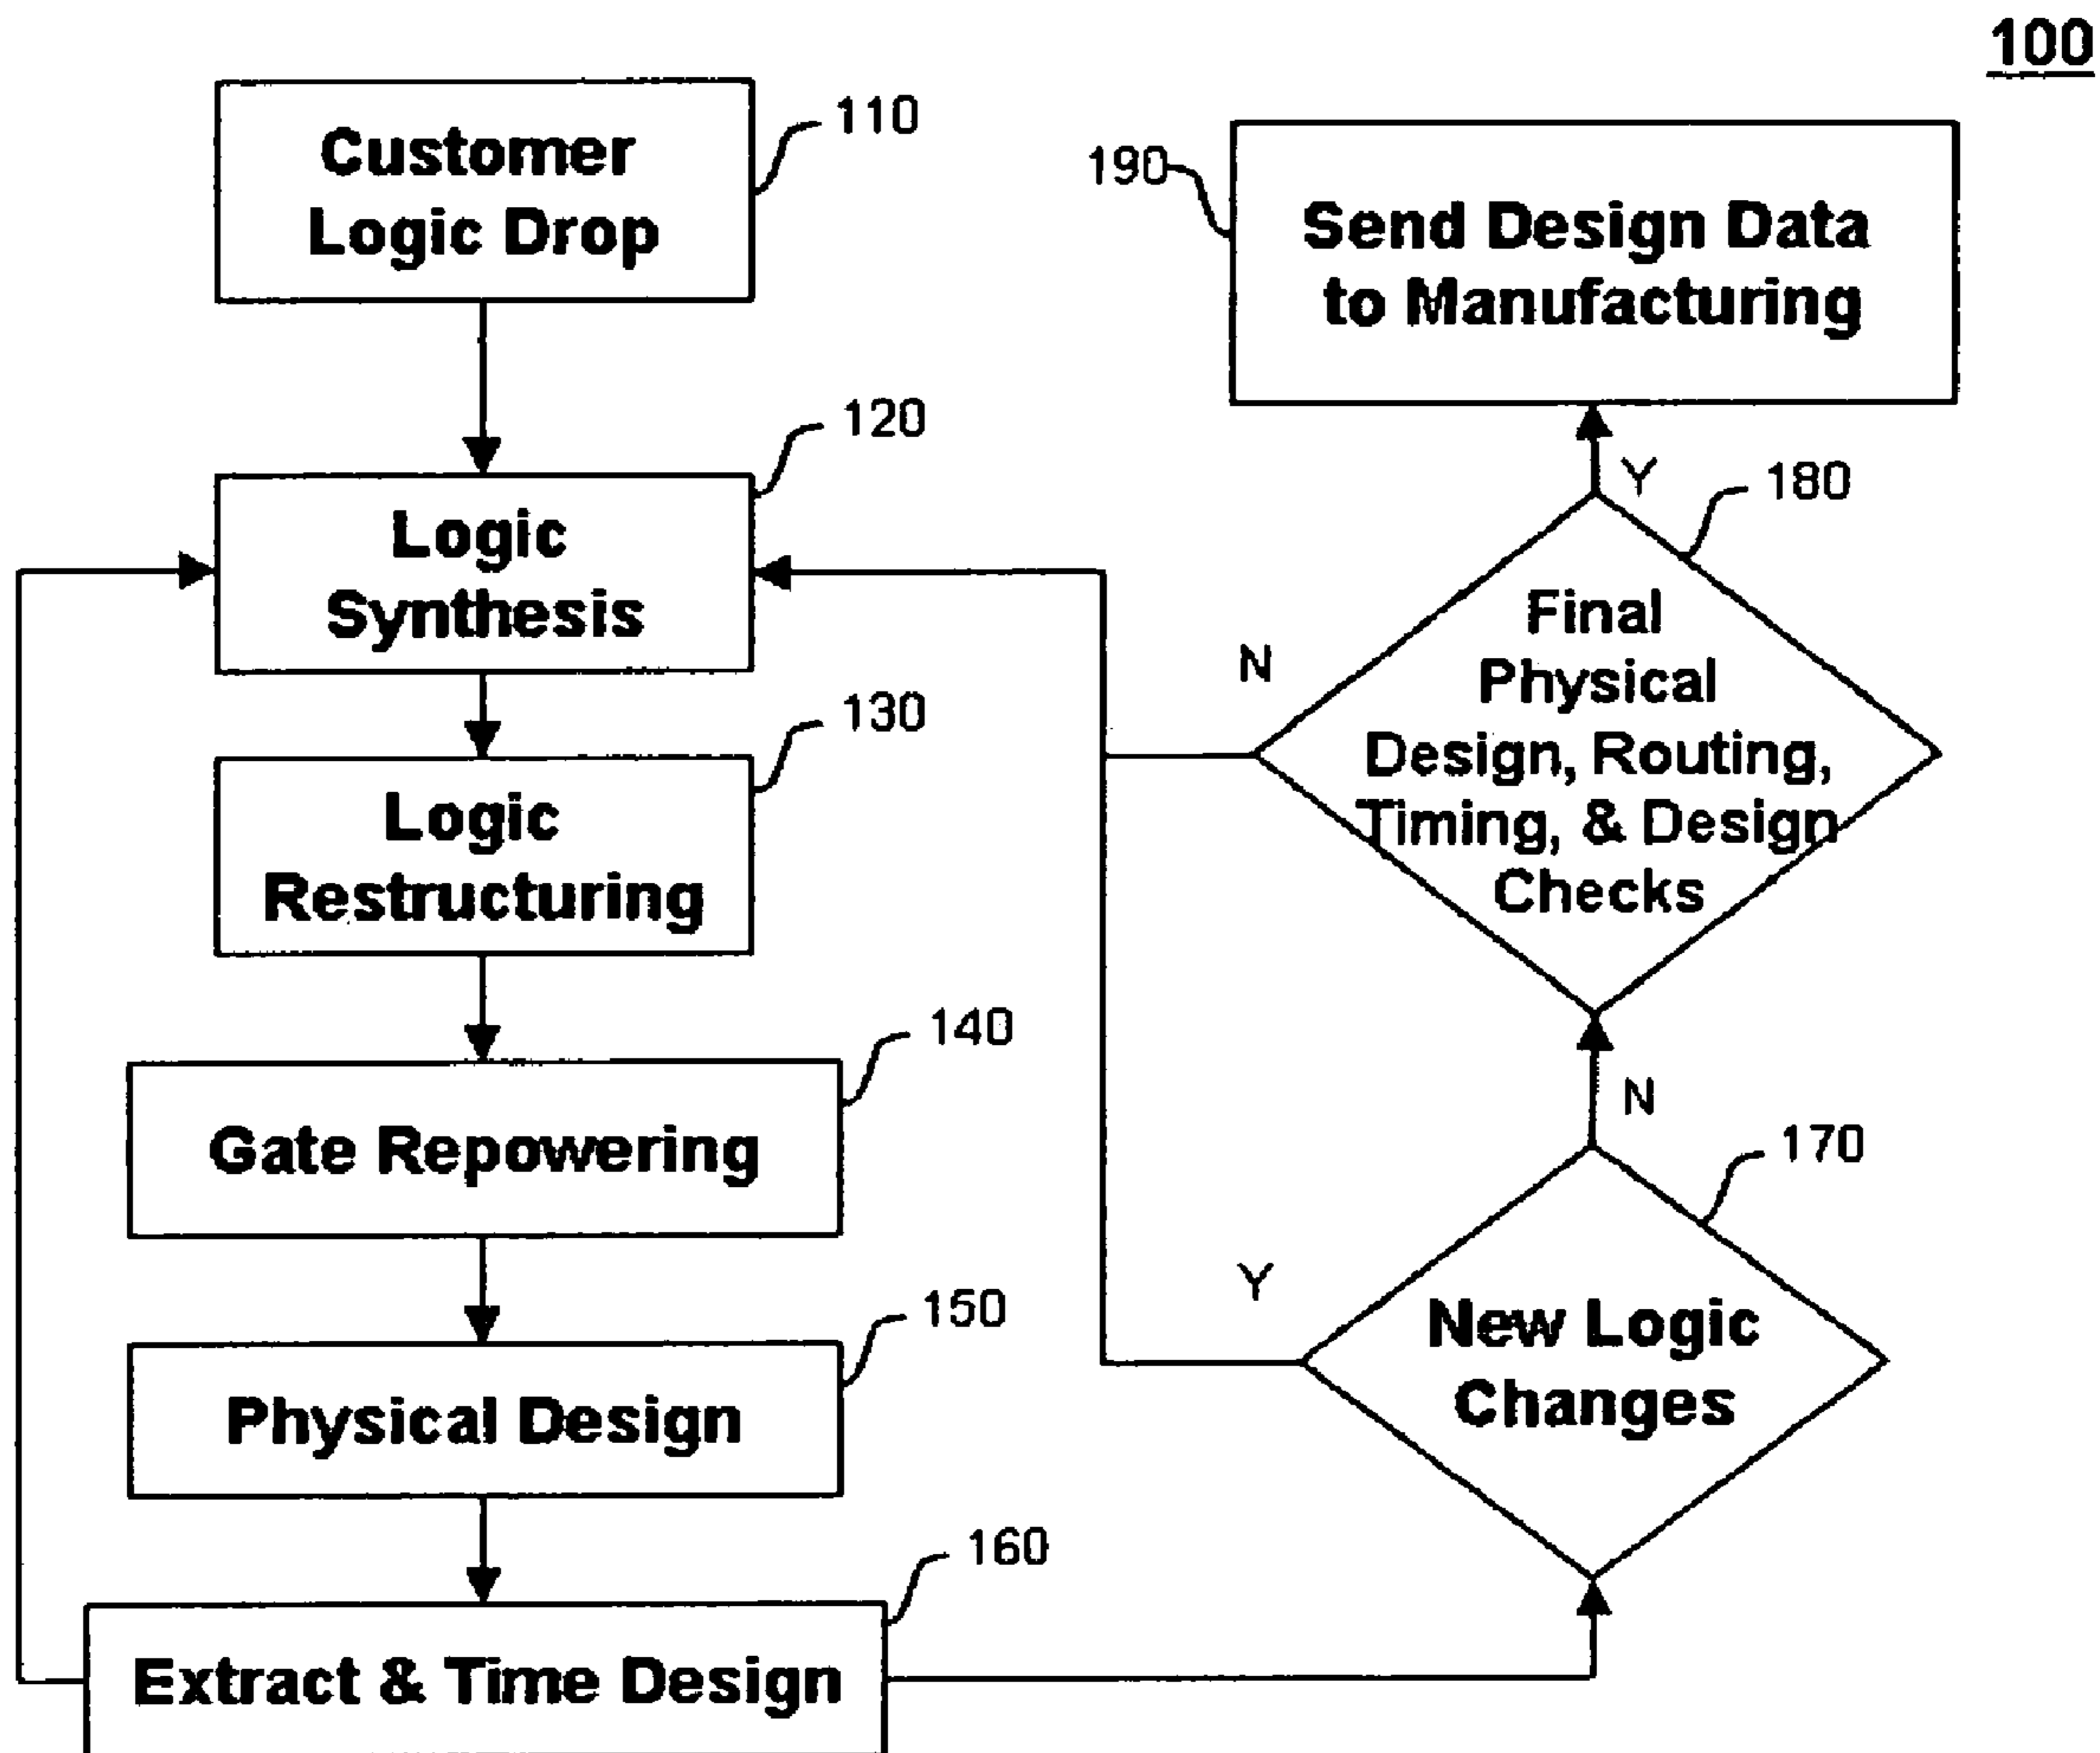 100
Customer
Logic Drop
110
Logic
Synthesis
120
Logic
Restructuring
130
Gate Repowering
140
Physical Design
150
Extract & Time Design
160
New Logic
Changes
170
Y
N
Final
Physical
Design, Routing,
Timing, & Design
Checks
180
N
Y
Send Design Data
to Manufacturing
190